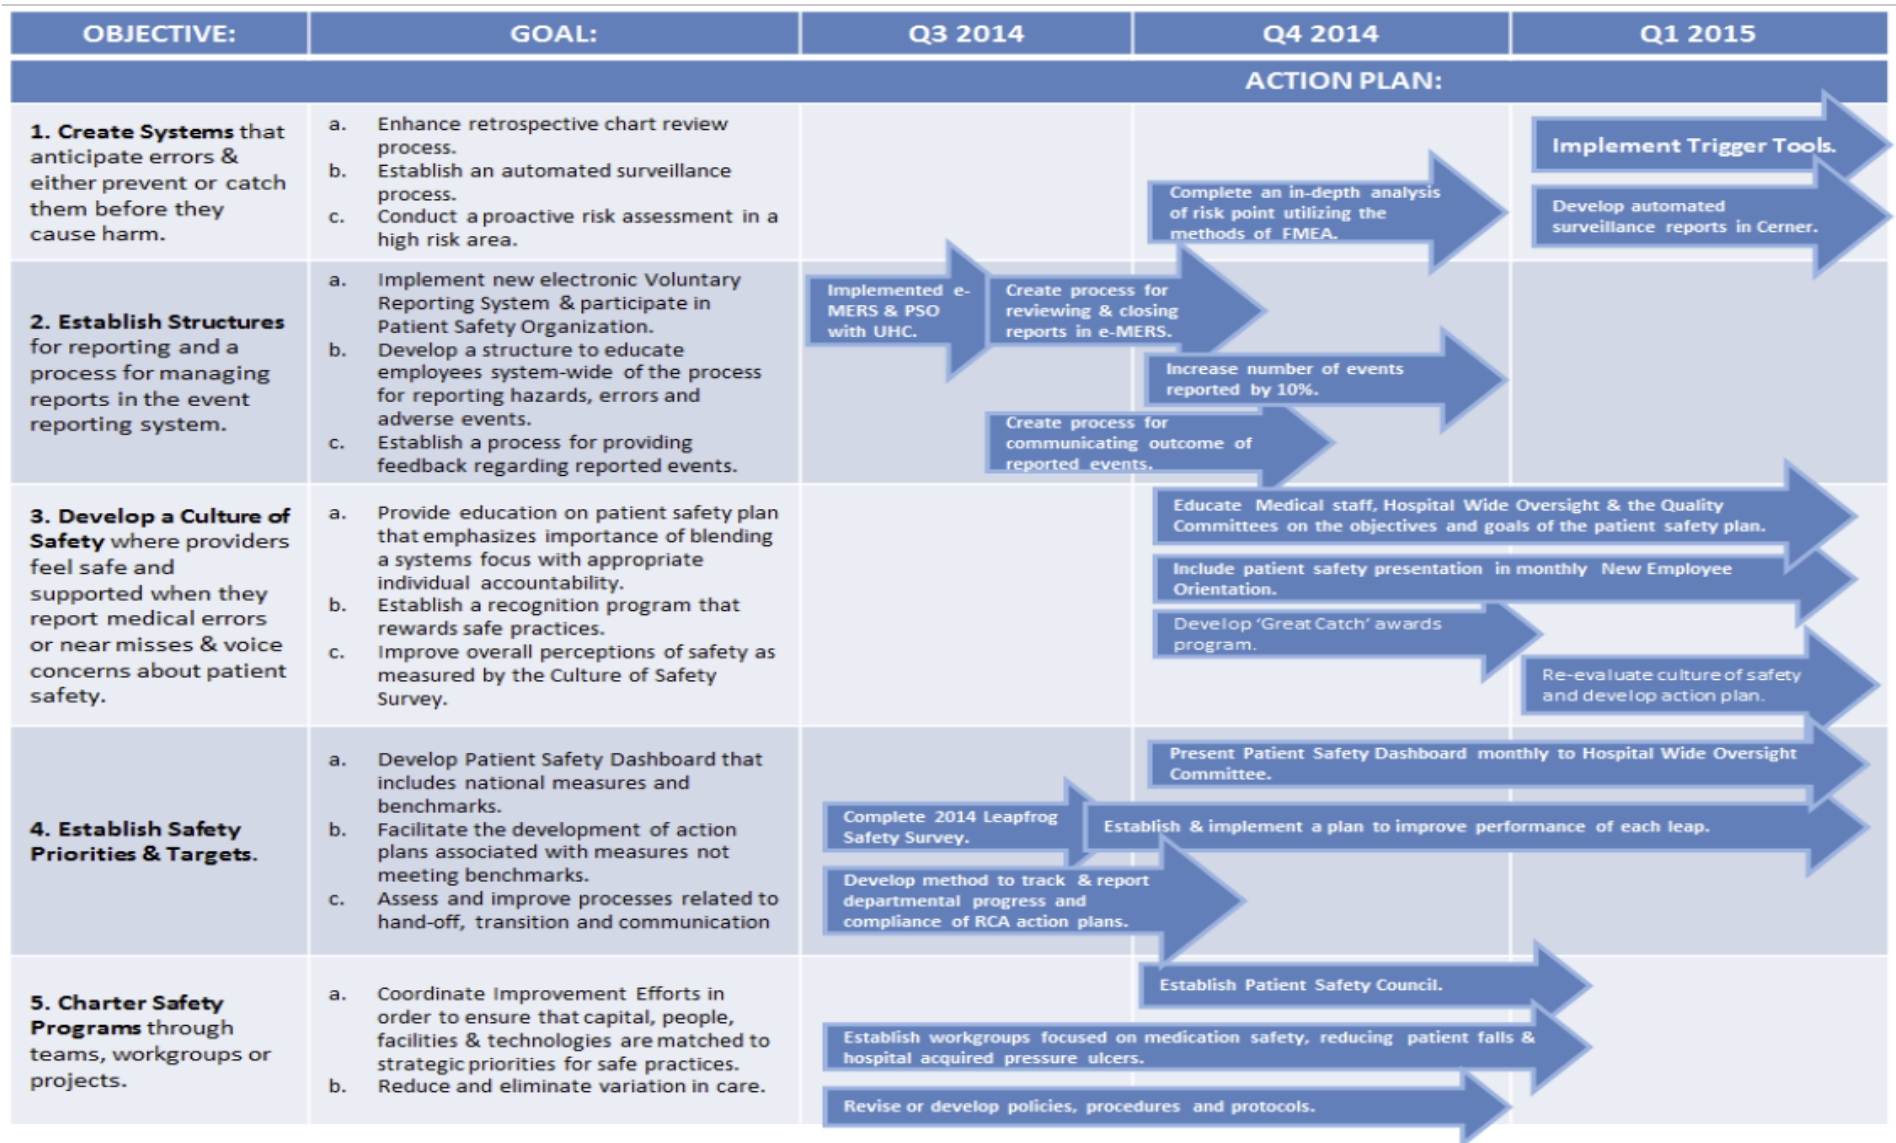 OBJECTIVE:
GOAL:
Q3 2014
Q4 2014
Q1 2015
ACTION PLAN:
1. Create Systems that
anticipate errors &
either prevent or catch
them before they
cause harm.
a. Enhance retrospective chart review
process.
b. Establish an automated surveillance
process.
c. Conduct a proactive risk assessment in a
high risk area.
Complete an in-depth analysis
of risk point utilizing the
methods of FMEA.
Implement Trigger Tools.
Develop automated
surveillance reports in Cerner.
2. Establish Structures
for reporting and a
process for managing
reports in the event
reporting system.
a. Implement new electronic Voluntary
Reporting System & participate in
Patient Safety Organization.
b. Develop a structure to educate
employees system-wide of the process
for reporting hazards, errors and
adverse events.
c. Establish a process for providing
feedback regarding reported events.
Implemented e-
MERS & PSO
with UHC.
Create process for
reviewing & closing
reports in e-MERS.
Increase number of events
reported by 10%.
Create process for
communicating outcome of
reported events.
3. Develop a Culture of
Safety where providers
feel safe and
supported when they
report medical errors
or near misses & voice
concerns about patient
safety.
a. Provide education on patient safety plan
that emphasizes importance of blending
a systems focus with appropriate
individual accountability.
b. Establish a recognition program that
rewards safe practices.
c. Improve overall perceptions of safety as
measured by the Culture of Safety
Survey.
Educate Medical staff, Hospital Wide Oversight & the Quality
Committees on the objectives and goals of the patient safety plan.
Include patient safety presentation in monthly New Employee
Orientation.
Develop ‘Great Catch’ awards
program.
Re-evaluate culture of safety
and develop action plan.
4. Establish Safety
Priorities & Targets.
a. Develop Patient Safety Dashboard that
includes national measures and
benchmarks.
b. Facilitate the development of action
plans associated with measures not
meeting benchmarks.
c. Assess and improve processes related to
hand-off, transition and communication
Present Patient Safety Dashboard monthly to Hospital Wide Oversight
Committee.
Complete 2014 Leapfrog
Safety Survey.
Establish & implement a plan to improve performance of each leap.
Develop method to track & report
departmental progress and
compliance of RCA action plans.
5. Charter Safety
Programs through
teams, workgroups or
projects.
a. Coordinate Improvement Efforts in
order to ensure that capital, people,
facilities & technologies are matched to
strategic priorities for safe practices.
b. Reduce and eliminate variation in care.
Establish Patient Safety Council.
Establish workgroups focused on medication safety, reducing patient falls &
hospital acquired pressure ulcers.
Revise or develop policies, procedures and protocols.